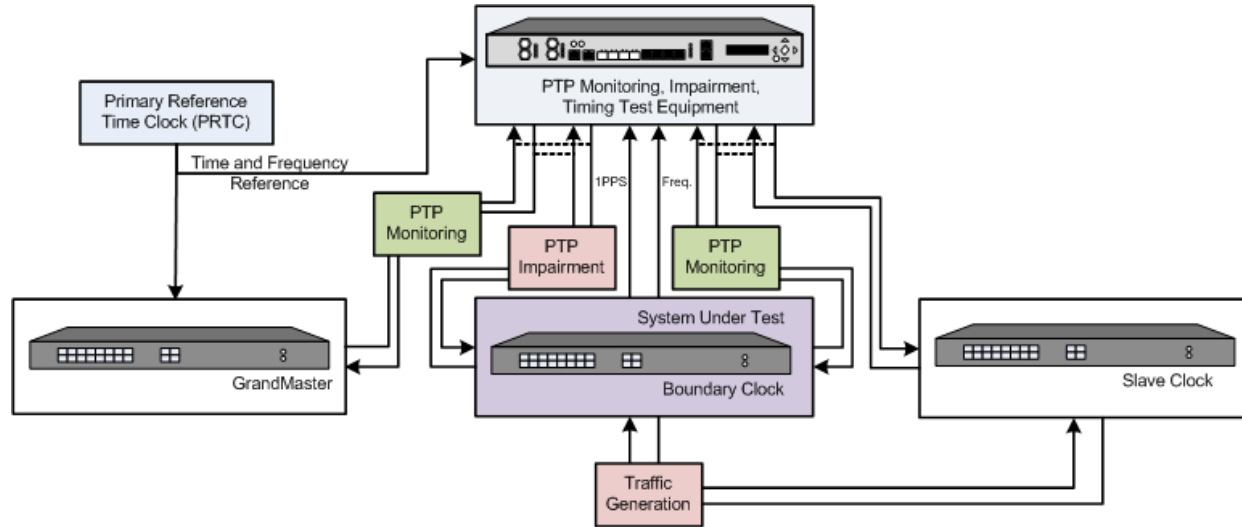 PTP Monitoring, Impairment,
Timing Test Equipment
Primary Reference
Time Clock (PRTC)
Time and Frequency
Reference
1PPS
Freq.
PTP
Monitoring
PTP
Impairment
PTP
Monitoring
System Under Test
GrandMaster
Boundary Clock
Slave Clock
Traffic
Generation